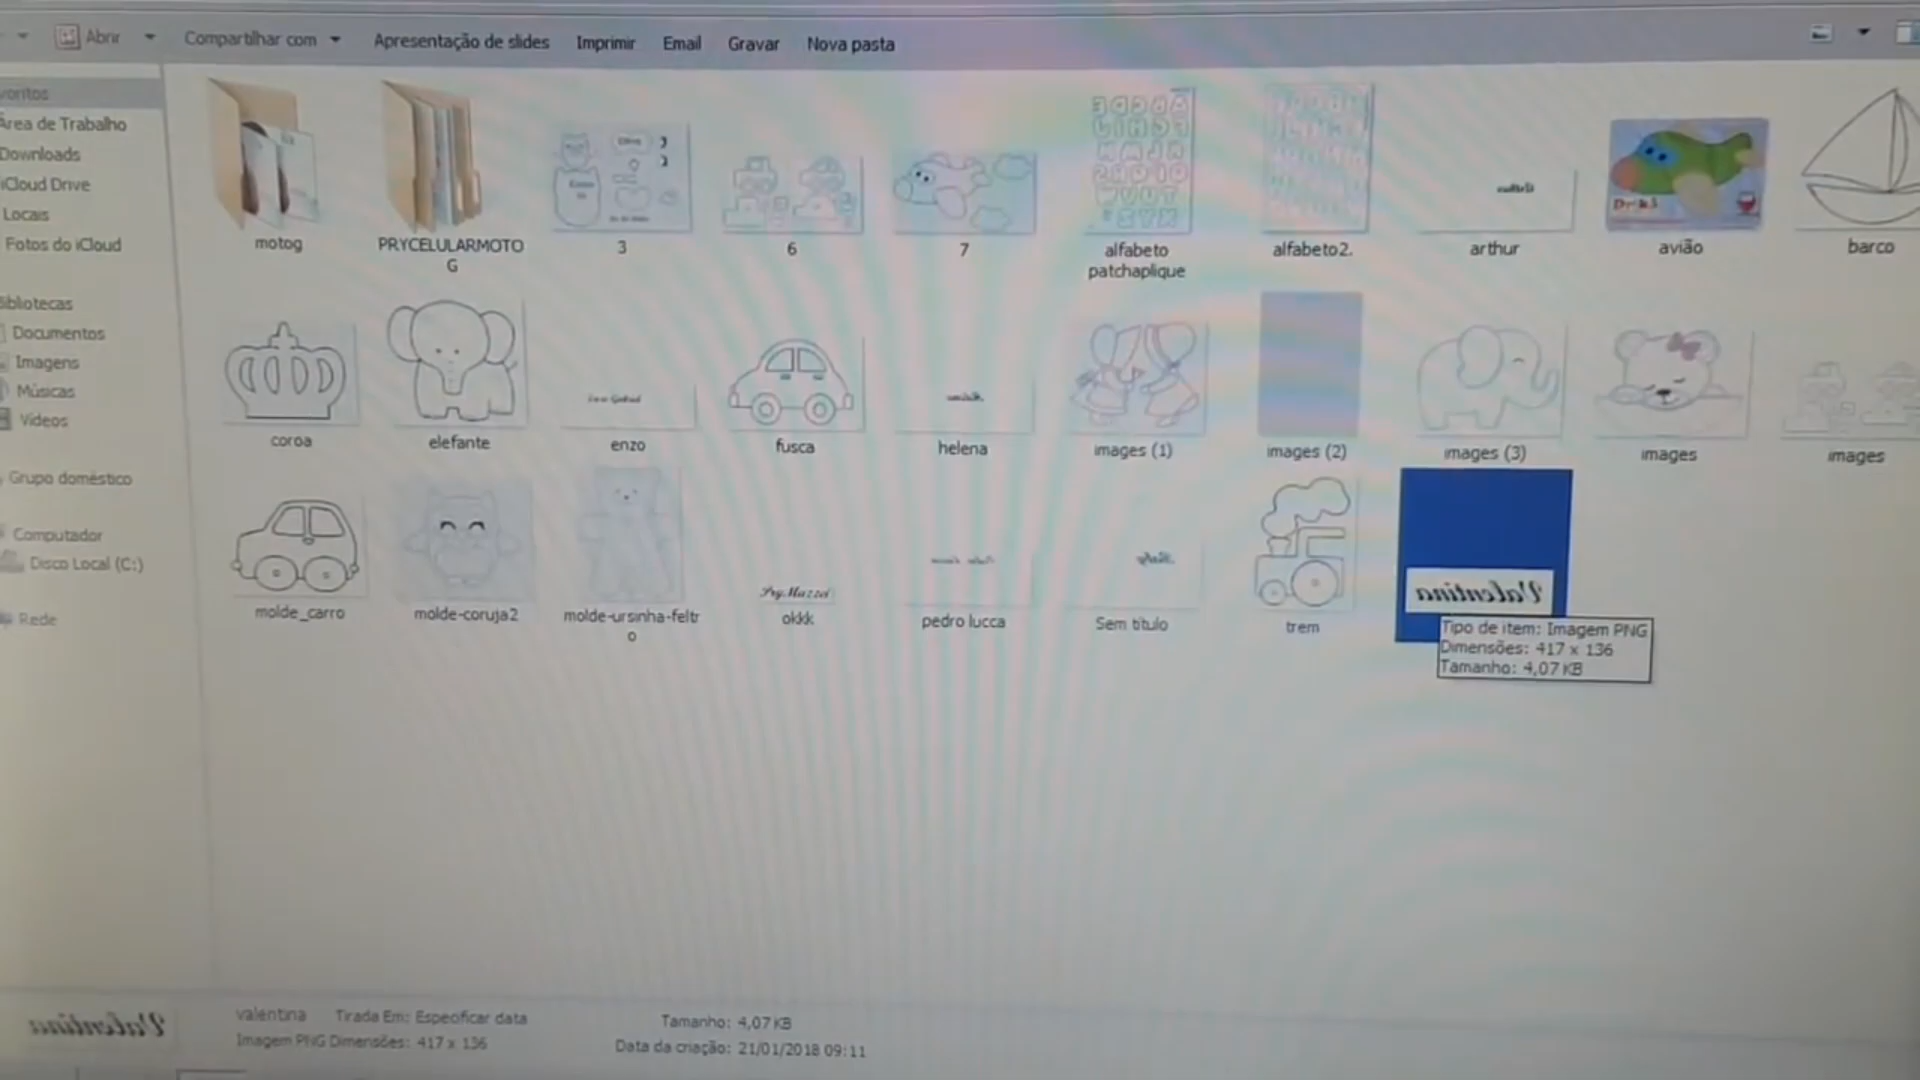 Abrir
Compartilhar com
Apresentação de slides
Imprimir
Email
Gravar
Nova pasta
voritos
Área de Trabalho
Downloads
iCloud Drive
Locais
Fotos do iCloud
Bibliotecas
Documentos
Imagens
Músicas
Vídeos
Grupo doméstico
Computador
Disco Local (C:)
Rede
motog
PRYCELULARMOTO
G
3
6
7
alfabeto
patchaplique
alfabeto2.
arthur
avião
barco
coroa
elefante
enzo
fusca
helena
images (1)
images (2)
images (3)
images
images
molde_carro
molde-coruja2
molde-ursinha-feltr
o
Pry.Mazzei
okkk
pedro lucca
Sem título
trem
Valentina
Tipo de item: Imagem PNG
Dimensões: 417 x 136
Tamanho: 4,07 KB
Valentina
valentina
Tirada Em: Especificar data
Imagem PNG
Dimensões: 417 x 136
Tamanho: 4,07 KB
Data da criação: 21/01/2018 09:11